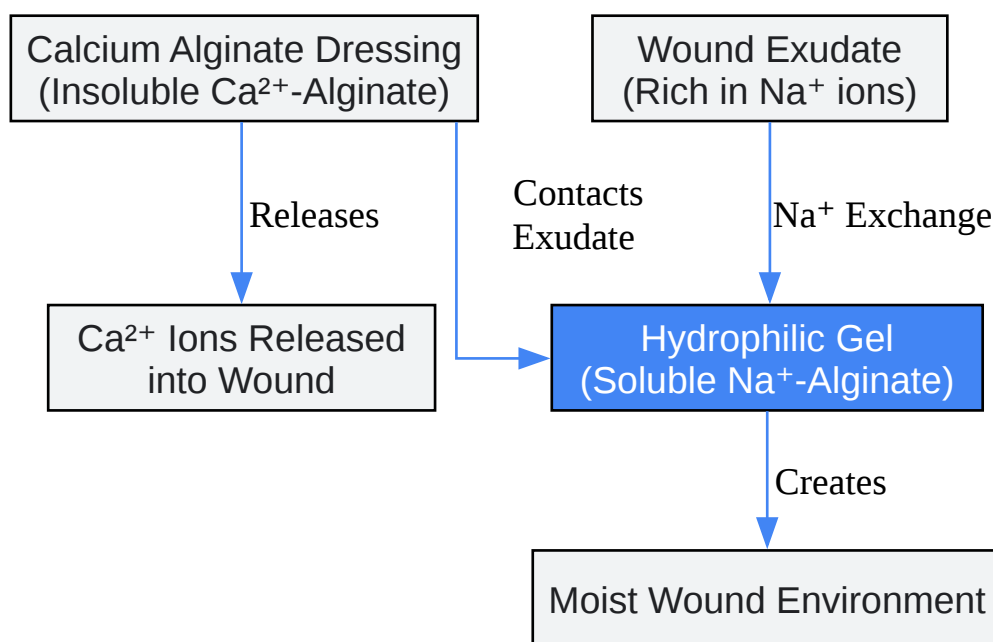 Calcium Alginate Dressing
(Insoluble Ca²⁺-Alginate)
Wound Exudate
(Rich in Na⁺ ions)
Releases
Contacts
Exudate
Na⁺ Exchange
Ca²⁺ Ions Released
into Wound
Hydrophilic Gel
(Soluble Na⁺-Alginate)
Creates
Moist Wound Environment